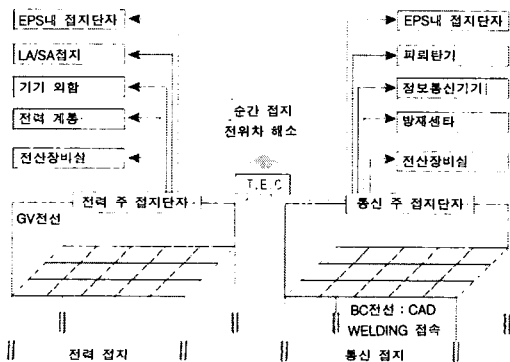 EPS내 접지단자
LA/SA접지
기기 외함
전력 계통
전산장비실
순간 접지
전위차 해소
T.E.C
EPS내 접지단자
피뢰탄기
정보통신기기
방재센타
전산장비실
전력 주 접지단자
GV전선
통신 주 접지단자
BC전선 : CAD
WELDING 접속
전력 접지
통신 접지